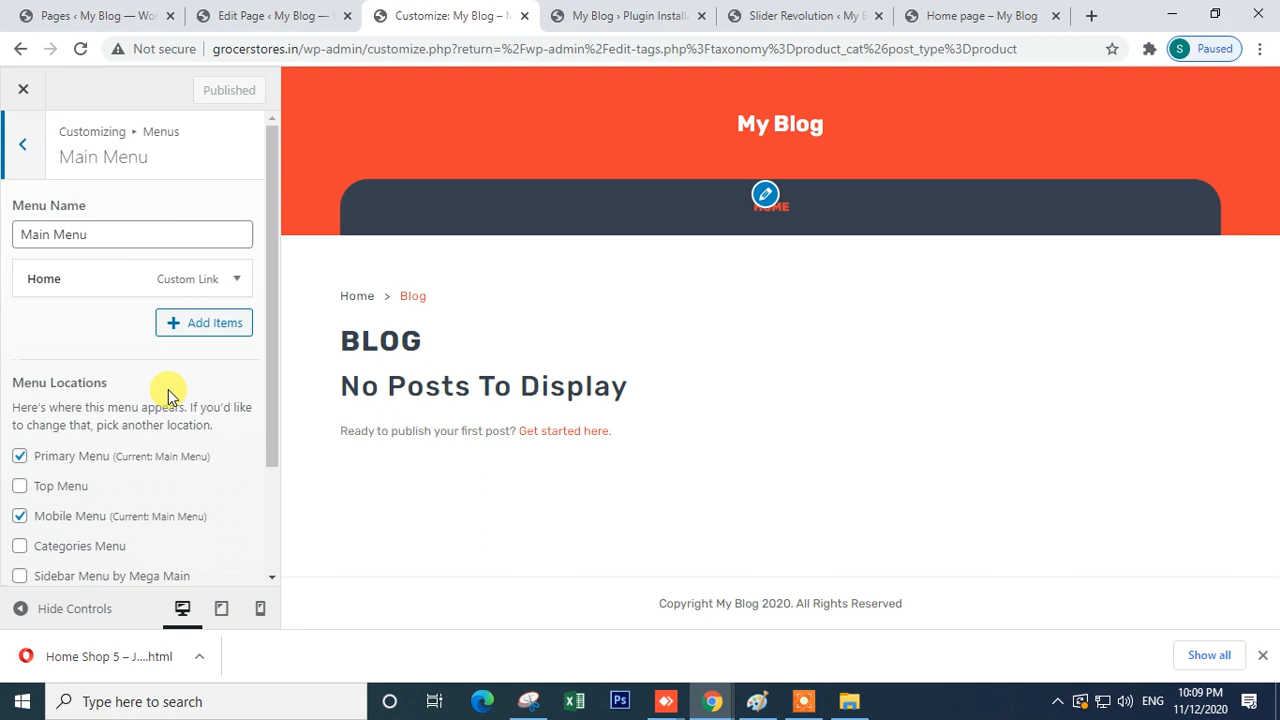 Pages ‹ My Blog — Wor
Edit Page ‹ My Blog — W
Customize: My Blog – M
My Blog › Plugin Installe
Slider Revolution ‹ My B
Home page – My Blog
Not secure
grocerstores.in/wp-admin/customize.php?return=%2Fwp-admin%2Fedit-tags.php%3Ftaxonomy%3Dproduct_cat%26post_type%3Dproduct
S Paused
Published
Customizing ▸ Menus
Main Menu
Menu Name
Main Menu
Home Custom Link
Add Items
Menu Locations
Here's where this menu appears. If you'd like
to change that, pick another location.
Primary Menu (Current: Main Menu)
Top Menu
Mobile Menu (Current: Main Menu)
Categories Menu
Sidebar Menu by Mega Main
Hide Controls
My Blog
HOME
Home > Blog
BLOG
No Posts To Display
Ready to publish your first post? Get started here.
Copyright My Blog 2020. All Rights Reserved
Home Shop 5 – J....html
Show all
Type here to search
ENG
10:09 PM
11/12/2020